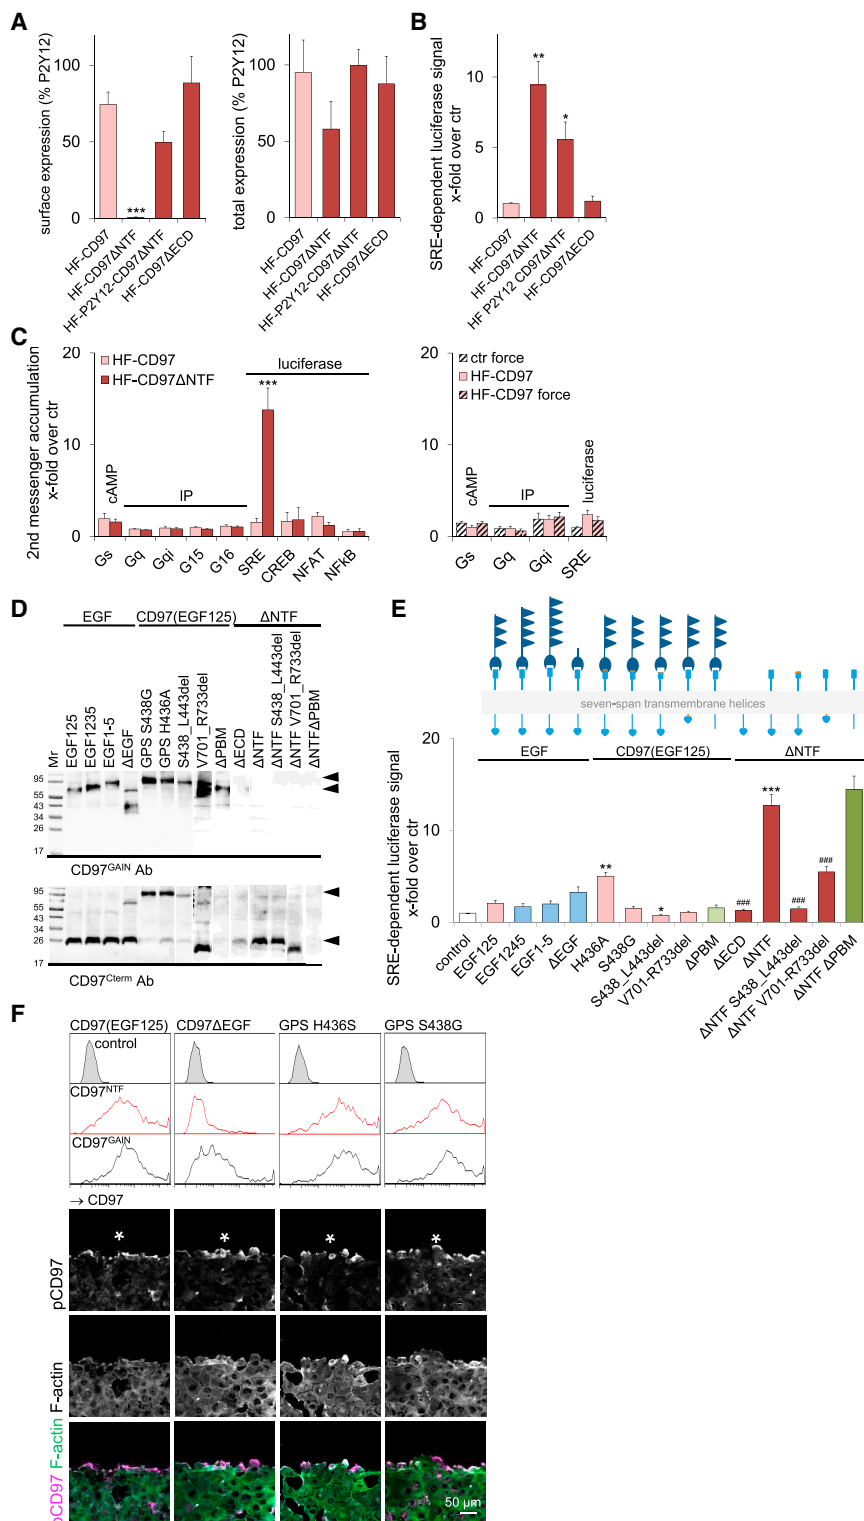 A
surface expression (% P2Y12)
100
50
0
***
HF-CD97
HF-CD97ΔNTF
HF-P2Y12-CD97ΔNTF
HF-CD97ΔECD
total expression (% P2Y12)
100
50
0
HF-CD97
HF-CD97ΔNTF
HF-P2Y12-CD97ΔNTF
HF-CD97ΔECD
B
SRE-dependent luciferase signal
x-fold over ctr
10
5
0
**
*
HF-CD97
HF-CD97ΔNTF
HF-P2Y12 CD97ΔNTF
HF-CD97ΔECD
C
2nd messenger accumulation
x-fold over ctr
20
10
0
HF-CD97
HF-CD97ΔNTF
luciferase
***
cAMP
IP
Gs
Gq
Gqi
G15
G16
SRE
CREB
NFAT
NFkB
20
10
0
ctr force
HF-CD97
HF-CD97 force
cAMP
IP
luciferase
Gs
Gq
Gqi
SRE
D
EGF
CD97(EGF125)
ΔNTF
Mr
EGF125
EGF1235
EGF1-5
ΔEGF
GPS S438G
GPS H436A
S438_L443del
V701_R733del
ΔPBM
ΔECD
ΔNTF
ΔNTF S438_L443del
ΔNTF V701_R733del
ΔNTFΔPBM
95
55
43
34
26
17
CD97GAIN Ab
95
55
43
34
26
17
CD97Cterm Ab
E
seven-span transmembrane helices
SRE-dependent luciferase signal
x-fold over ctr
20
10
0
EGF
CD97(EGF125)
ΔNTF
**
*
###
***
###
###
control
EGF125
EGF1245
EGF1-5
ΔEGF
H436A
S438G
S438_L443del
V701-R733del
ΔPBM
ΔECD
ΔNTF
ΔNTF S438_L443del
ΔNTF V701-R733del
ΔNTF ΔPBM
F
CD97(EGF125)
CD97ΔEGF
GPS H436S
GPS S438G
control
CD97NTF
CD97GAIN
→ CD97
* * * *
pCD97
F-actin
pCD97 F-actin
50 µm